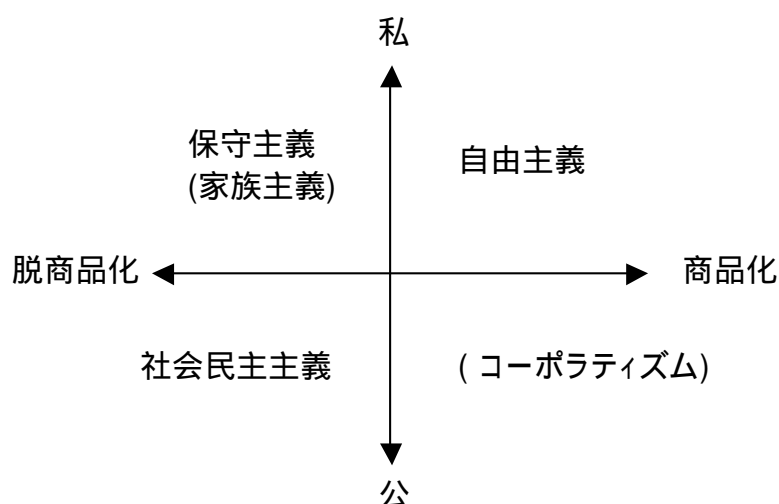 私
保守主義
(家族主義)
自由主義
脱商品化
商品化
社会民主主義
( コーポラティズム)
公